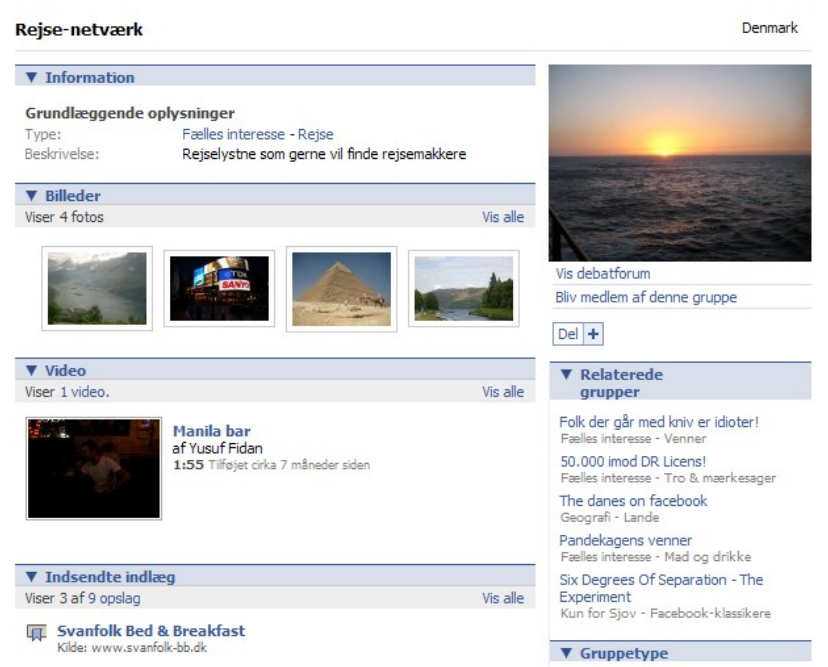 Rejse-netværk
Denmark
Information
Grundlæggende oplysninger
Type: Fælles interesse - Rejse
Beskrivelse: Rejselystne som gerne vil finde rejsemakkere
Billeder
Viser 4 fotos Vis alle
TDK
SANYO
Video
Viser 1 video. Vis alle
Manila bar
af Yusuf Fidan
1:55 Tilføjet cirka 7 måneder siden
Indsendte indlæg
Viser 3 af 9 opslag Vis alle
Svanfolk Bed & Breakfast
Kilde: www.svanfolk-bb.dk
Vis debatforum
Bliv medlem af denne gruppe
Del +
Relaterede
grupper
Folk der går med kniv er idioter!
Fælles interesse - Venner
50.000 imod DR Licens!
Fælles interesse - Tro & mærkesager
The danes on facebook
Geografi - Lande
Pandekagens venner
Fælles interesse - Mad og drikke
Six Degrees Of Separation - The
Experiment
Kun for Sjov - Facebook-klassikere
Gruppetype